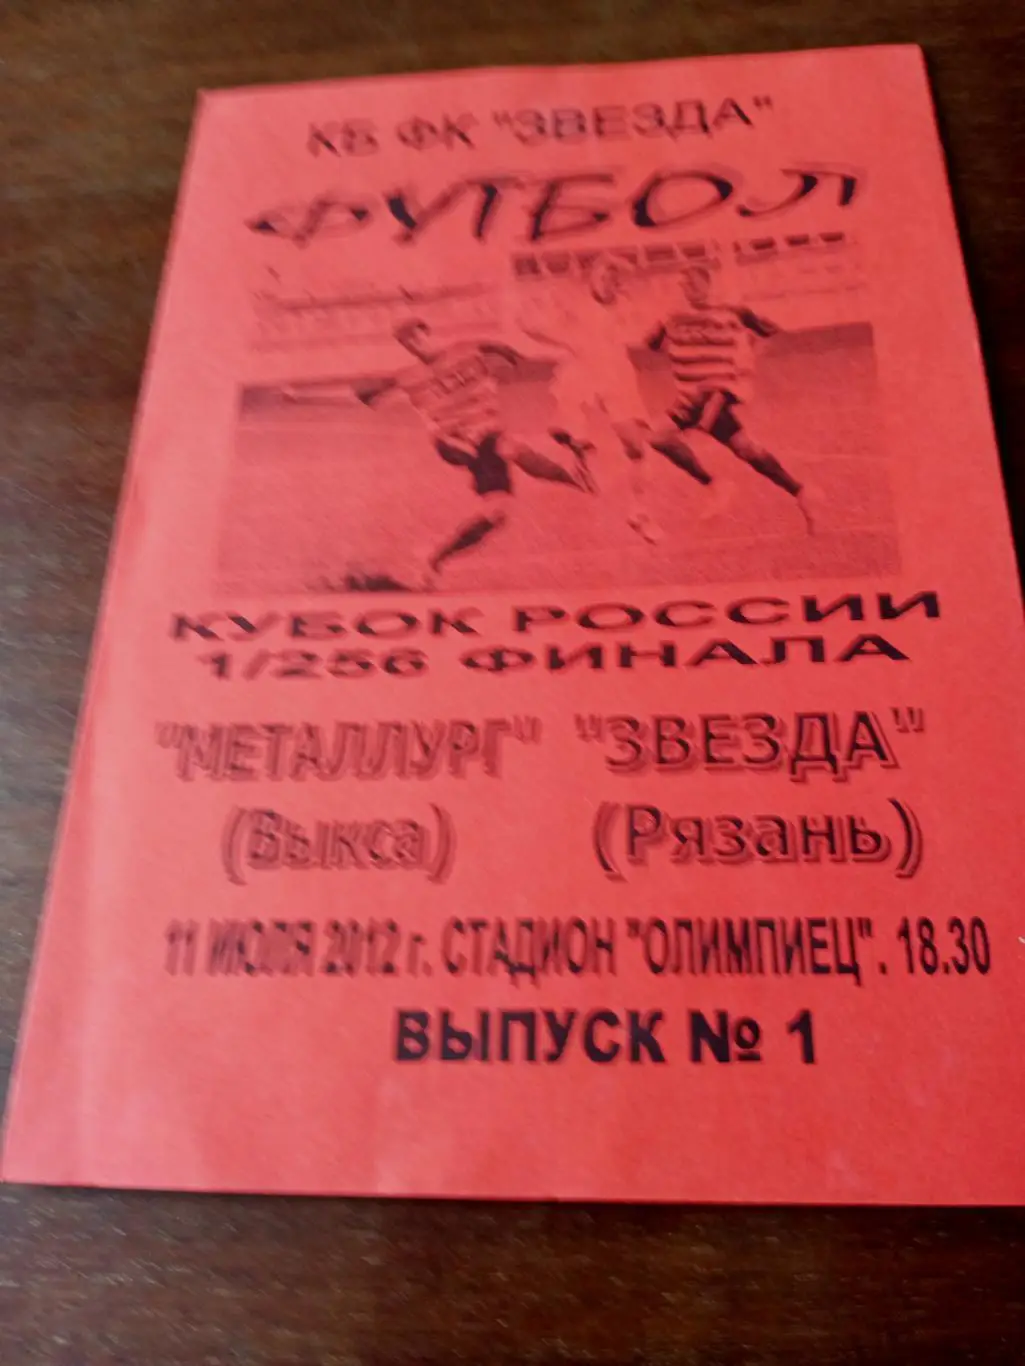 КБ ФК "ЗВЕЗДА"
ФУТБОЛ
КУБОК РОССИИ
1/256 ФИНАЛА
"МЕТАЛЛУРГ" "ЗВЕЗДА"
(Выкса) (Рязань)
11 ИЮЛЯ 2012 г. СТАДИОН "ОЛИМПИЕЦ". 18.30
ВЫПУСК № 1